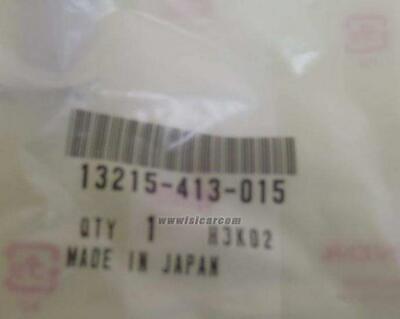 13215-413-015
wwwisicarcom
QTY 1 H3K02
MADE IN JAPAN